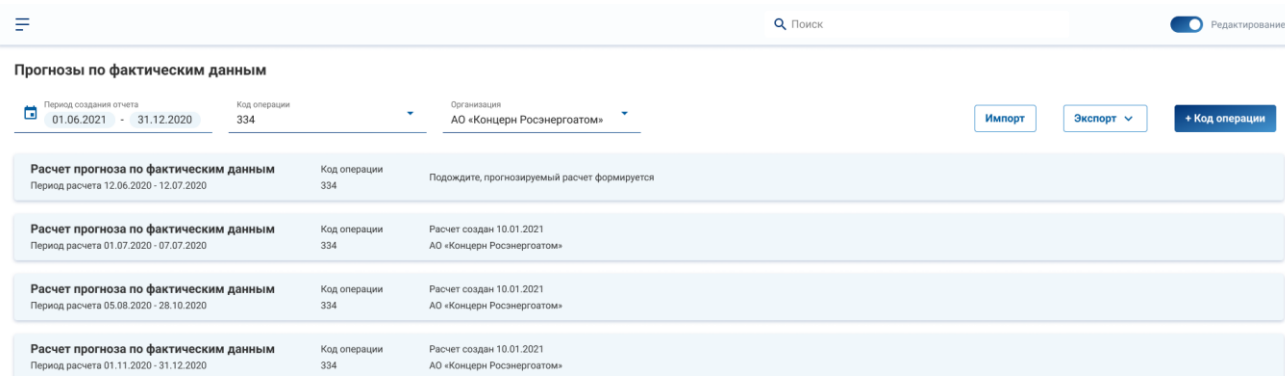 Поиск
Редактирование
Прогнозы по фактическим данным
Период создания отчета
01.06.2021 - 31.12.2020
Код операции
334
Организация
АО «Концерн Росэнергоатом»
Импорт
Экспорт
+ Код операции
Расчет прогноза по фактическим данным
Период расчета 12.06.2020 - 12.07.2020
Код операции
334
Подождите, прогнозируемый расчет формируется
Расчет прогноза по фактическим данным
Период расчета 01.07.2020 - 07.07.2020
Код операции
334
Расчет создан 10.01.2021
АО «Концерн Росэнергоатом»
Расчет прогноза по фактическим данным
Период расчета 05.08.2020 - 28.10.2020
Код операции
334
Расчет создан 10.01.2021
АО «Концерн Росэнергоатом»
Расчет прогноза по фактическим данным
Период расчета 01.11.2020 - 31.12.2020
Код операции
334
Расчет создан 10.01.2021
АО «Концерн Росэнергоатом»